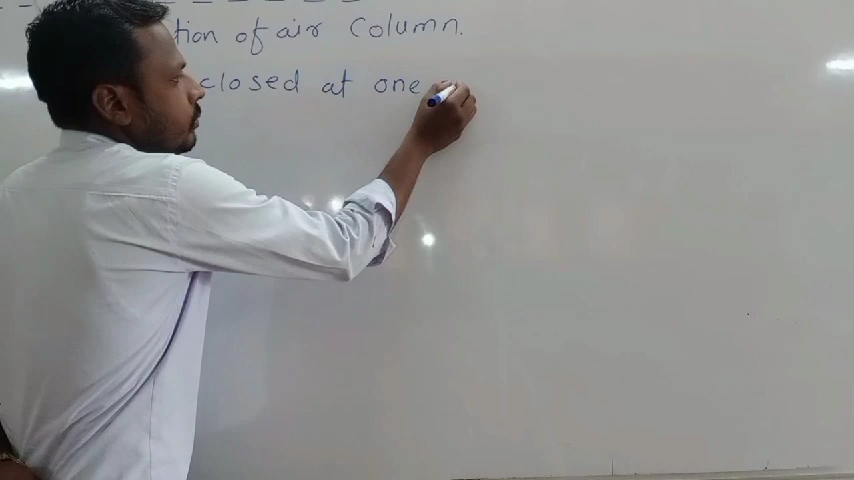 tion of air column.
closed at one